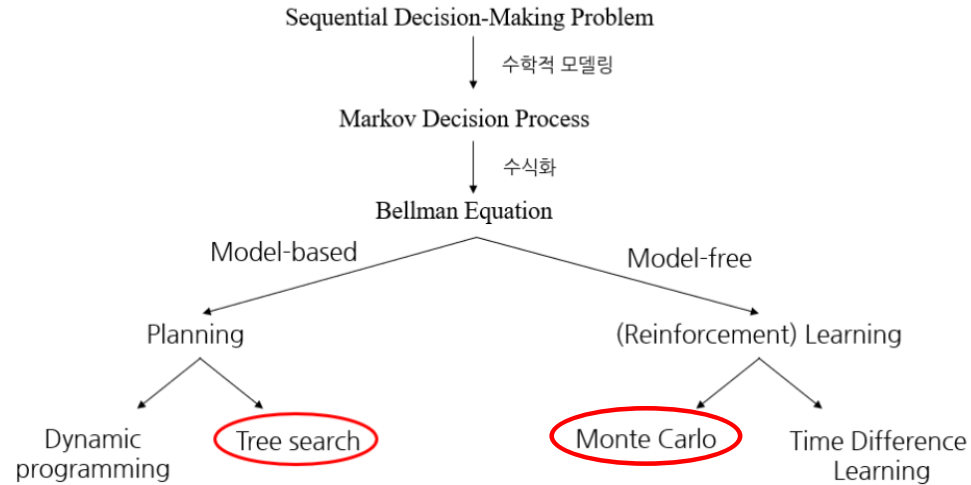 Sequential Decision-Making Problem
수학적 모델링
Markov Decision Process
수식화
Bellman Equation
Model-based
Model-free
Planning
(Reinforcement) Learning
Dynamic
programming
Tree search
Monte Carlo
Time Difference
Learning